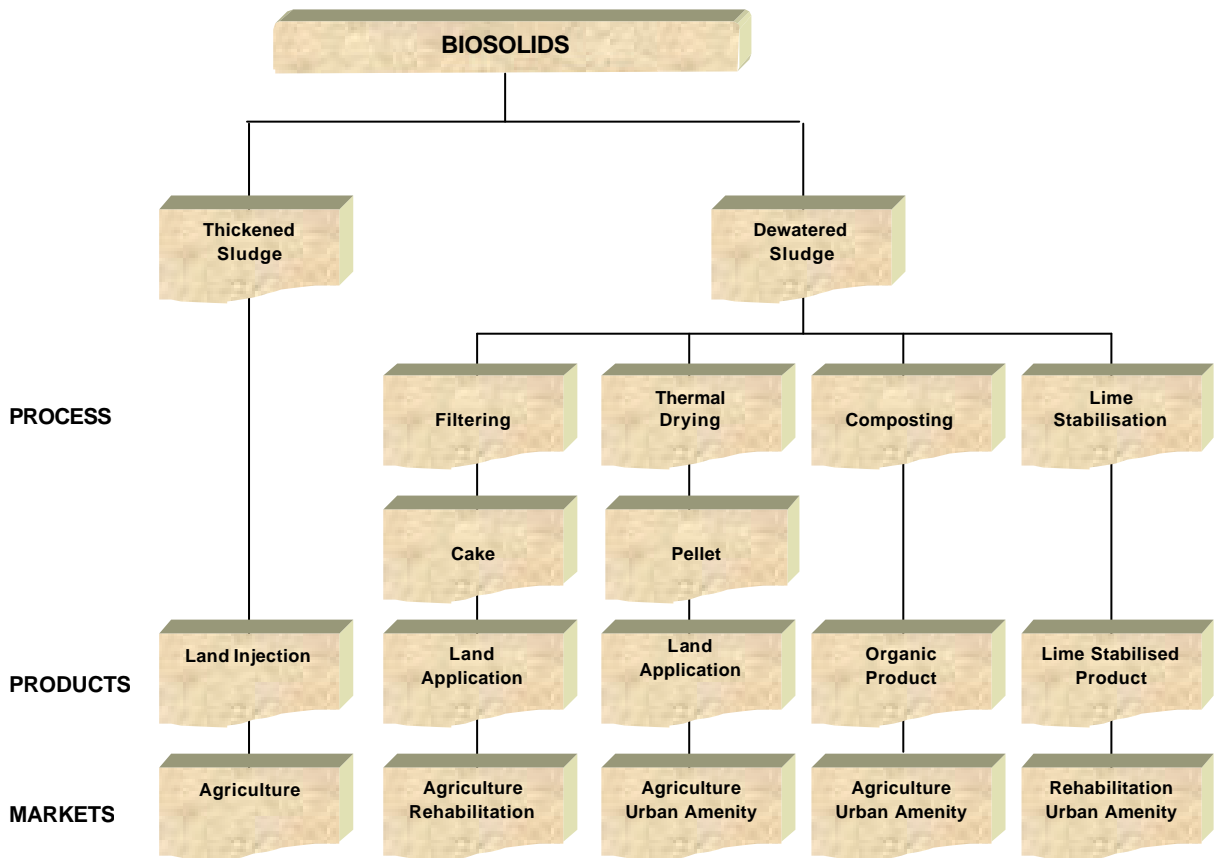 BIOSOLIDS
Thickened
Sludge
Dewatered
Sludge
PROCESS
Filtering
Thermal
Drying
Composting
Lime
Stabilisation
Cake
Pellet
PRODUCTS
Land Injection
Land
Application
Land
Application
Organic
Product
Lime Stabilised
Product
MARKETS
Agriculture
Agriculture
Rehabilitation
Agriculture
Urban Amenity
Agriculture
Urban Amenity
Rehabilitation
Urban Amenity